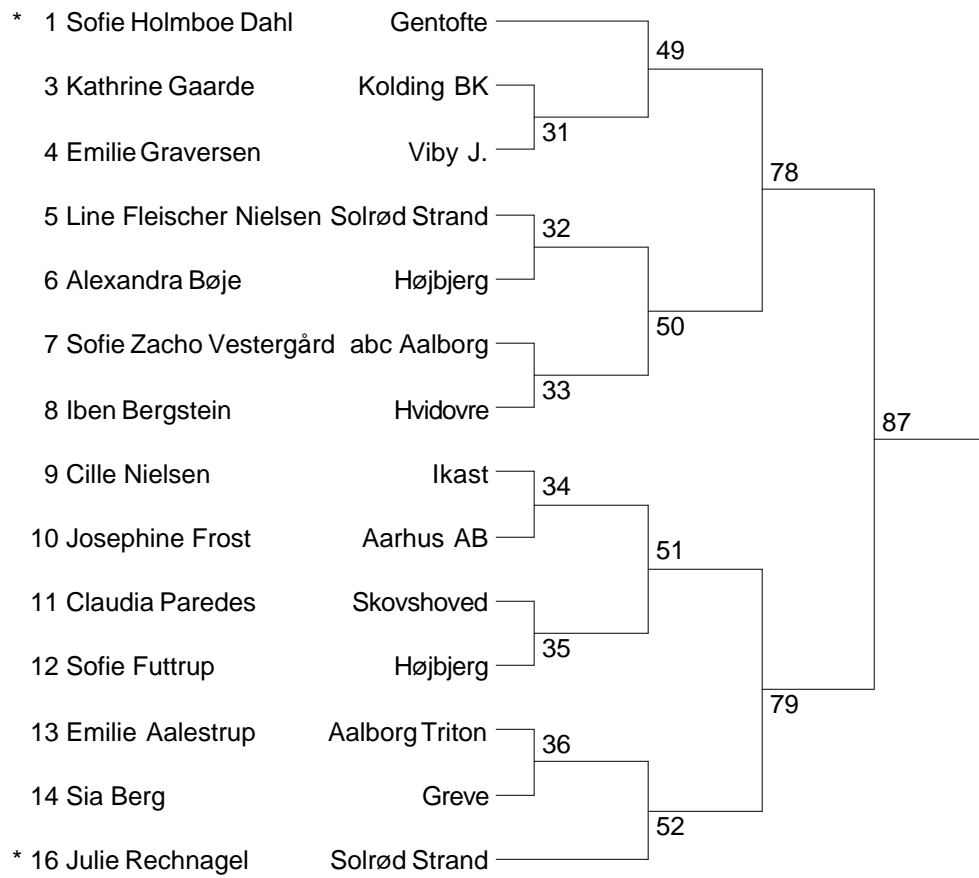 * 1 Sofie Holmboe Dahl Gentofte
49
3 Kathrine Gaarde Kolding BK
31
4 Emilie Graversen Viby J.
78
5 Line Fleischer Nielsen Solrød Strand
32
6 Alexandra Bøje Højbjerg
50
7 Sofie Zacho Vestergård abc Aalborg
33
8 Iben Bergstein Hvidovre
87
9 Cille Nielsen Ikast
34
10 Josephine Frost Aarhus AB
51
11 Claudia Paredes Skovshoved
35
12 Sofie Futtrup Højbjerg
79
13 Emilie Aalestrup Aalborg Triton
36
14 Sia Berg Greve
52
* 16 Julie Rechnagel Solrød Strand